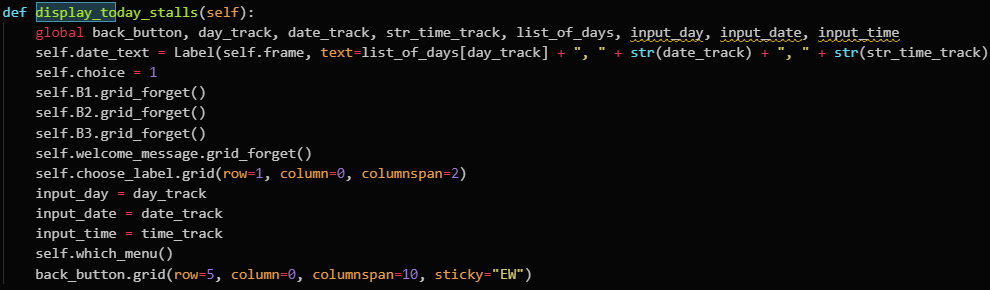 def display_today_stalls(self):
    global back_button, day_track, date_track, str_time_track, list_of_days, input_day, input_date, input_time
    self.date_text = Label(self.frame, text=list_of_days[day_track] + ", " + str(date_track) + ", " + str(str_time_track)
    self.choice = 1
    self.B1.grid_forget()
    self.B2.grid_forget()
    self.B3.grid_forget()
    self.welcome_message.grid_forget()
    self.choose_label.grid(row=1, column=0, columnspan=2)
    input_day = day_track
    input_date = date_track
    input_time = time_track
    self.which_menu()
    back_button.grid(row=5, column=0, columnspan=10, sticky="EW")